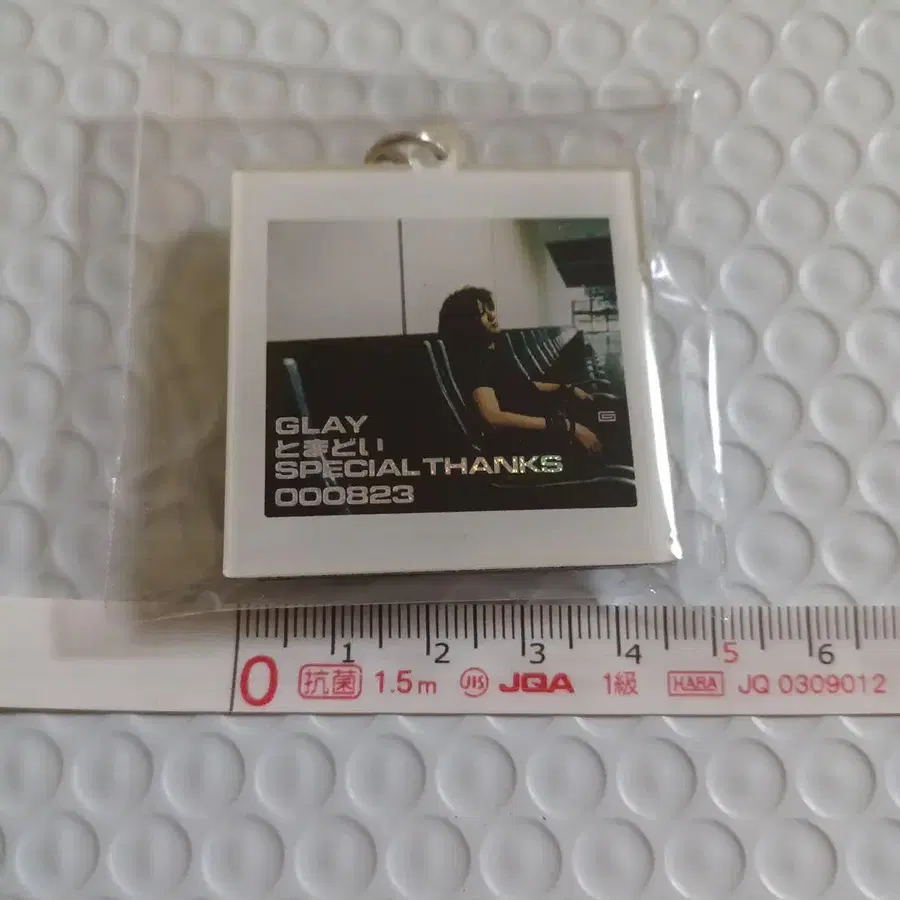 GLAY
とまどい
SPECIAL THANKS
000823
G
1 2 3 4 5 6
0 抗菌 1.5m JIS JQA 1級 HARA JQ 0309012